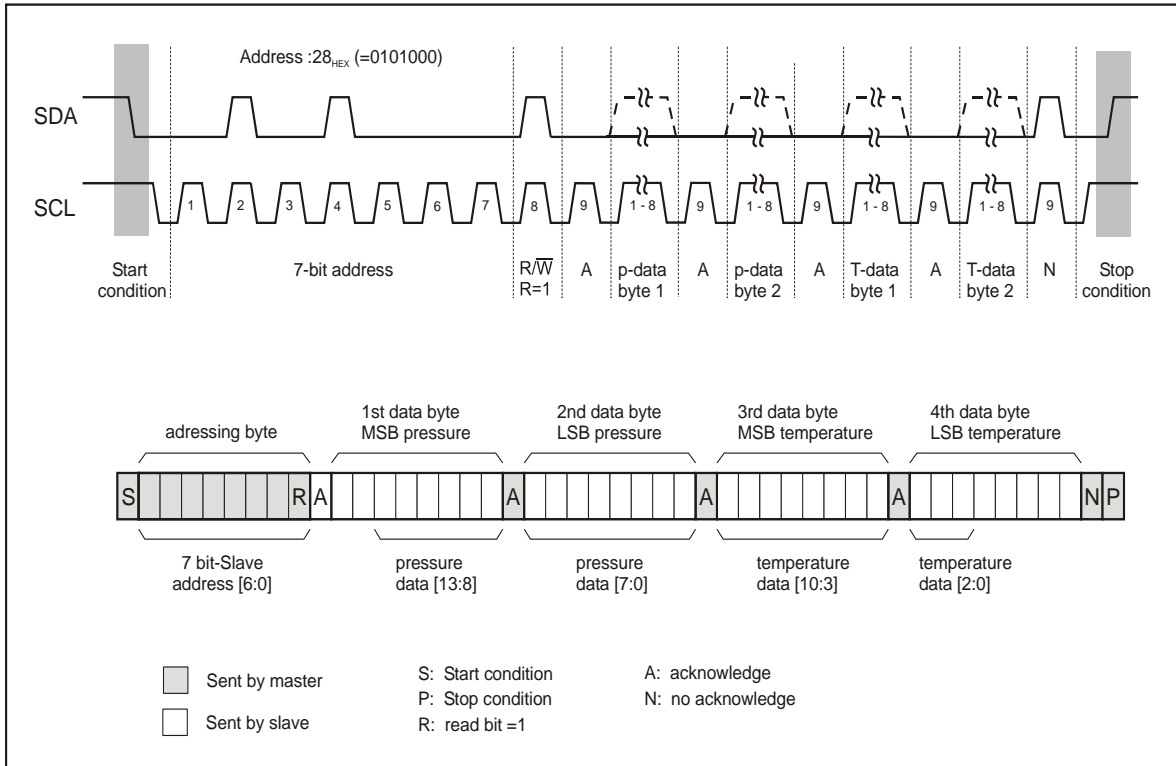 Address :28HEX (=0101000)
SDA
SCL
1 2 3 4 5 6 7 8 9 1 - 8 9 1 - 8 9 1 - 8 9 1 - 8 9
Start
condition
7-bit address
R/W̅
R=1
A
p-data
byte 1
A
p-data
byte 2
A
T-data
byte 1
A
T-data
byte 2
N
Stop
condition
adressing byte
1st data byte
MSB pressure
2nd data byte
LSB pressure
3rd data byte
MSB temperature
4th data byte
LSB temperature
S R A A A A N P
7 bit-Slave
address [6:0]
pressure
data [13:8]
pressure
data [7:0]
temperature
data [10:3]
temperature
data [2:0]
Sent by master
Sent by slave
S: Start condition
P: Stop condition
R: read bit =1
A: acknowledge
N: no acknowledge